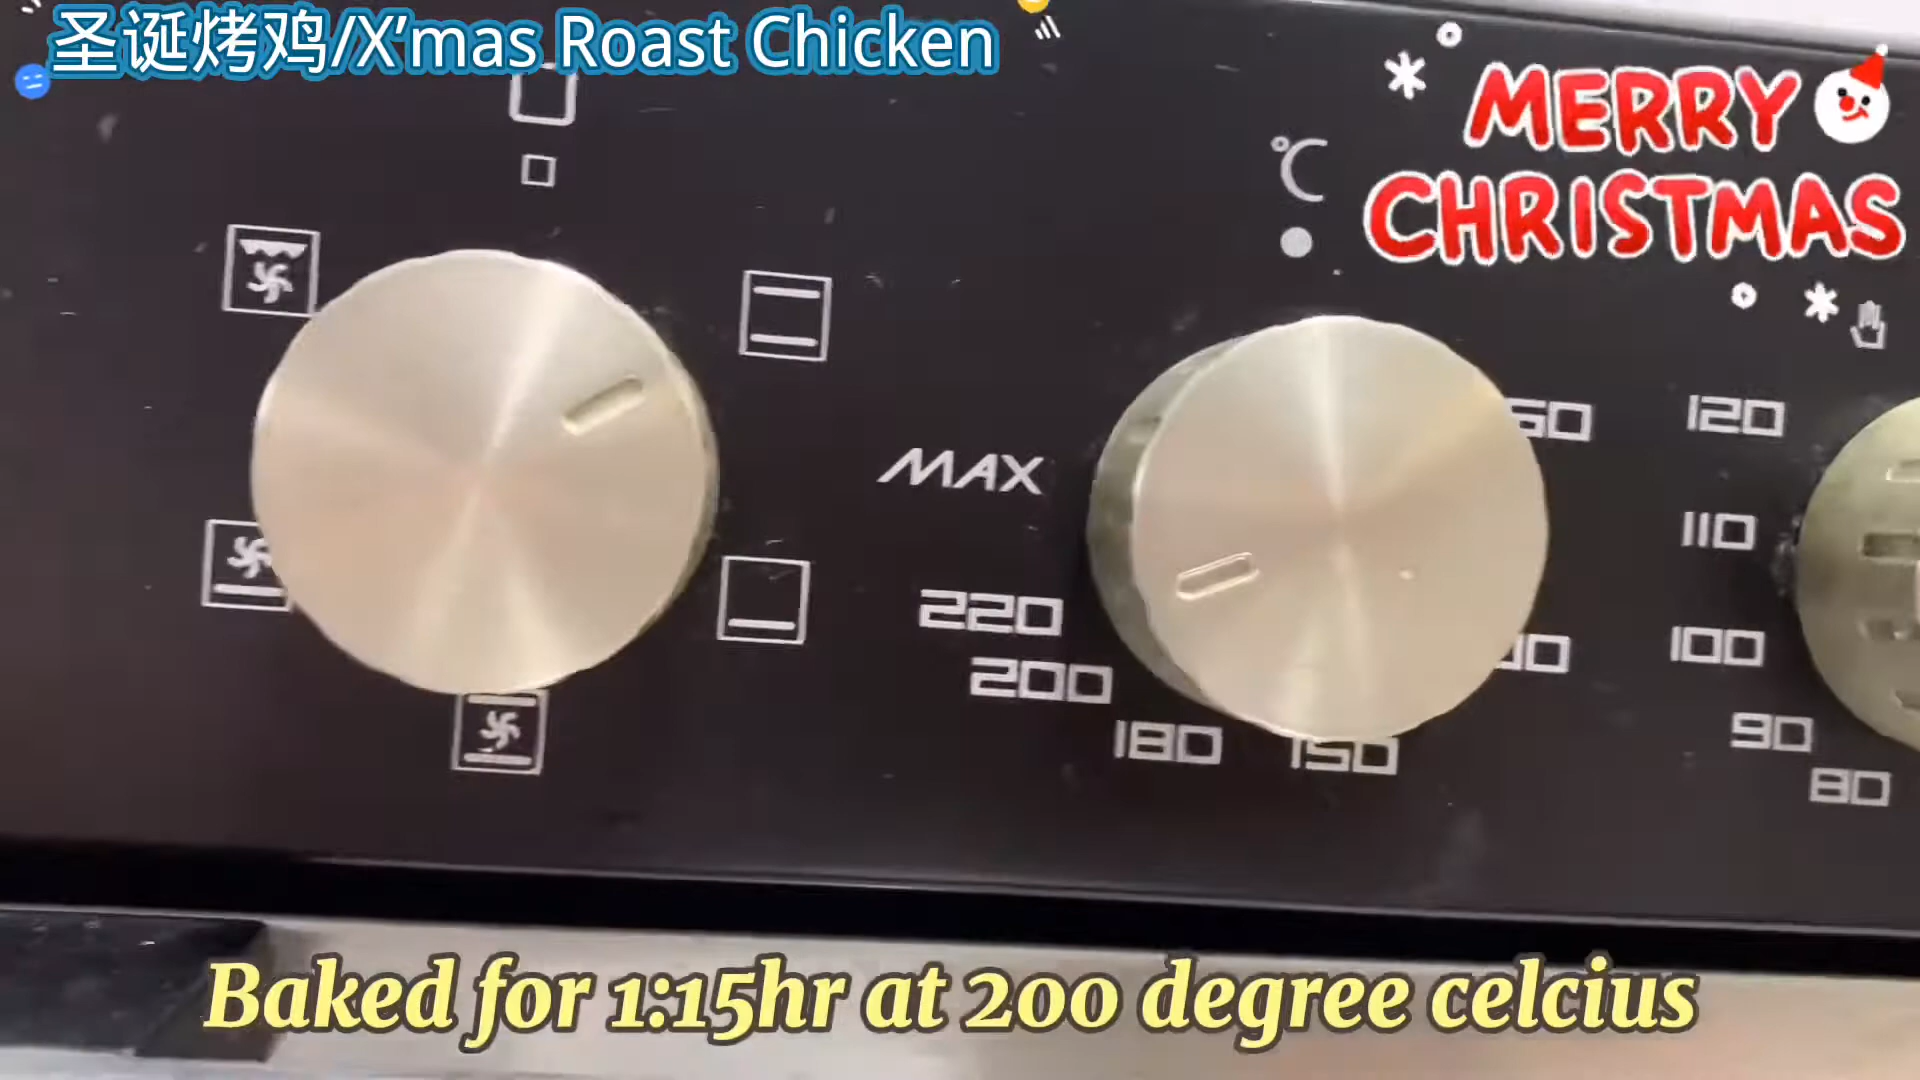 圣诞烤鸡/X’mas Roast Chicken
MERRY
CHRISTMAS
°C
MAX
220
200
180
150
120
110
100
90
80
Baked for 1:15hr at 200 degree celcius